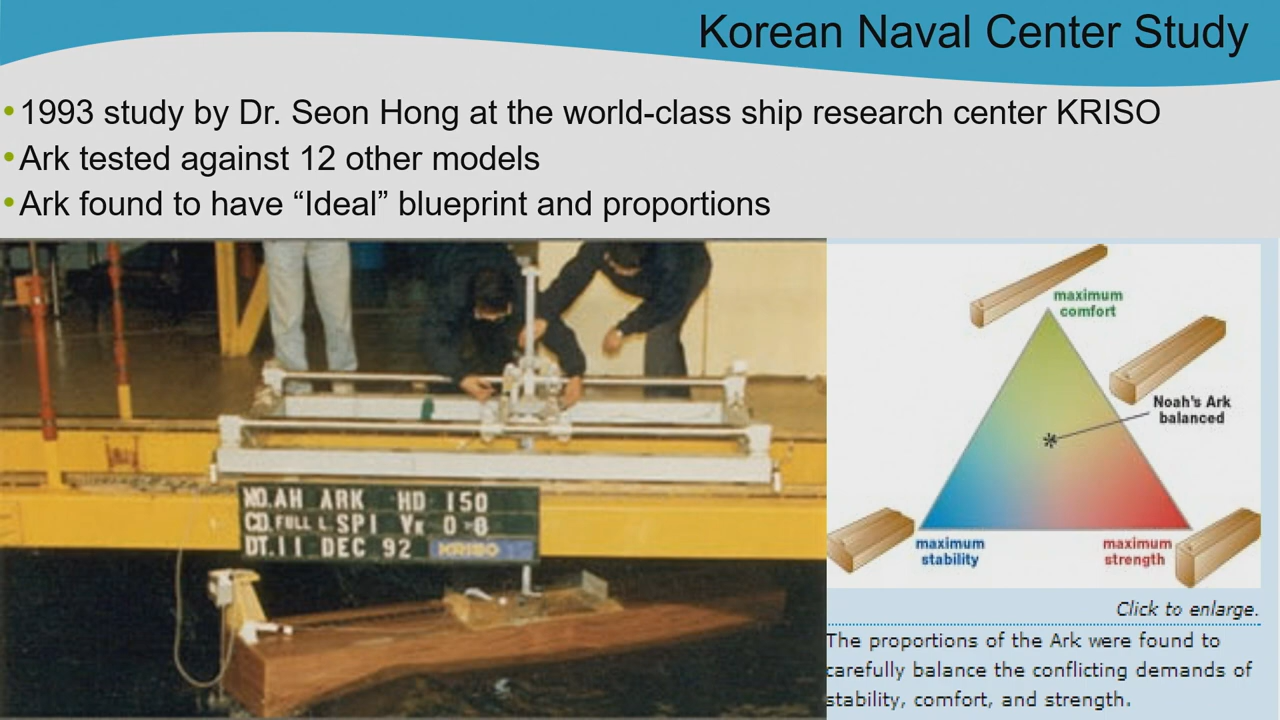 Korean Naval Center Study
•1993 study by Dr. Seon Hong at the world-class ship research center KRISO
•Ark tested against 12 other models
•Ark found to have “Ideal” blueprint and proportions
NO.AH ARK HD 150
CD.FULL L.SPI VK 0-8
DT.11 DEC 92 KRISO
maximum
comfort
Noah's Ark
balanced
maximum
stability
maximum
strength
Click to enlarge.
The proportions of the Ark were found to
carefully balance the conflicting demands of
stability, comfort, and strength.